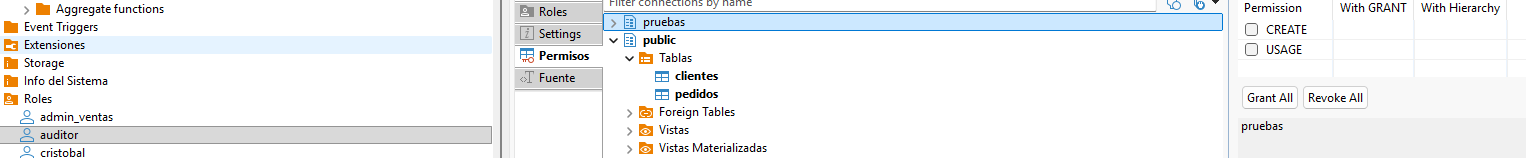 Aggregate functions
Event Triggers
Extensiones
Storage
Info del Sistema
Roles
admin_ventas
auditor
cristobal
Roles
Settings
Permisos
Fuente
Filter connections by name
pruebas
public
Tablas
clientes
pedidos
Foreign Tables
Vistas
Vistas Materializadas
Permission With GRANT With Hierarchy
CREATE
USAGE
Grant All Revoke All
pruebas